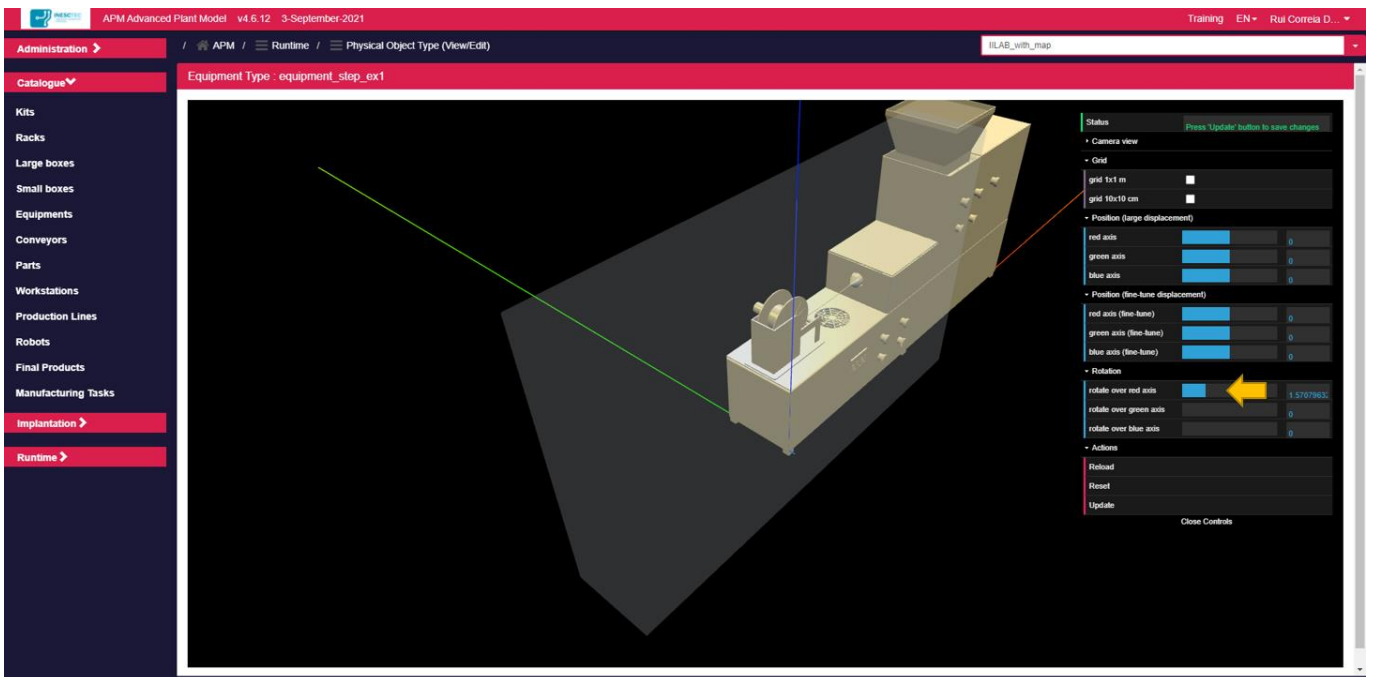 INESCTEC
APM Advanced Plant Model v4.6.12 3-September-2021
Training EN Rui Correia D...
Administration
/ APM / Runtime / Physical Object Type (View/Edit)
IILAB_with_map
Catalogue
Equipment Type : equipment_step_ex1
Kits
Racks
Large boxes
Small boxes
Equipments
Conveyors
Parts
Workstations
Production Lines
Robots
Final Products
Manufacturing Tasks
Implantation
Runtime
Status Press 'Update' button to save changes
Camera view
Grid
grid 1x1 m
grid 10x10 cm
Position (large displacement)
red axis 0
green axis 0
blue axis 0
Position (fine-tune displacement)
red axis (fine-tune) 0
green axis (fine-tune) 0
blue axis (fine-tune) 0
Rotation
rotate over red axis 1.5707963
rotate over green axis 0
rotate over blue axis 0
Actions
Reload
Reset
Update
Close Controls